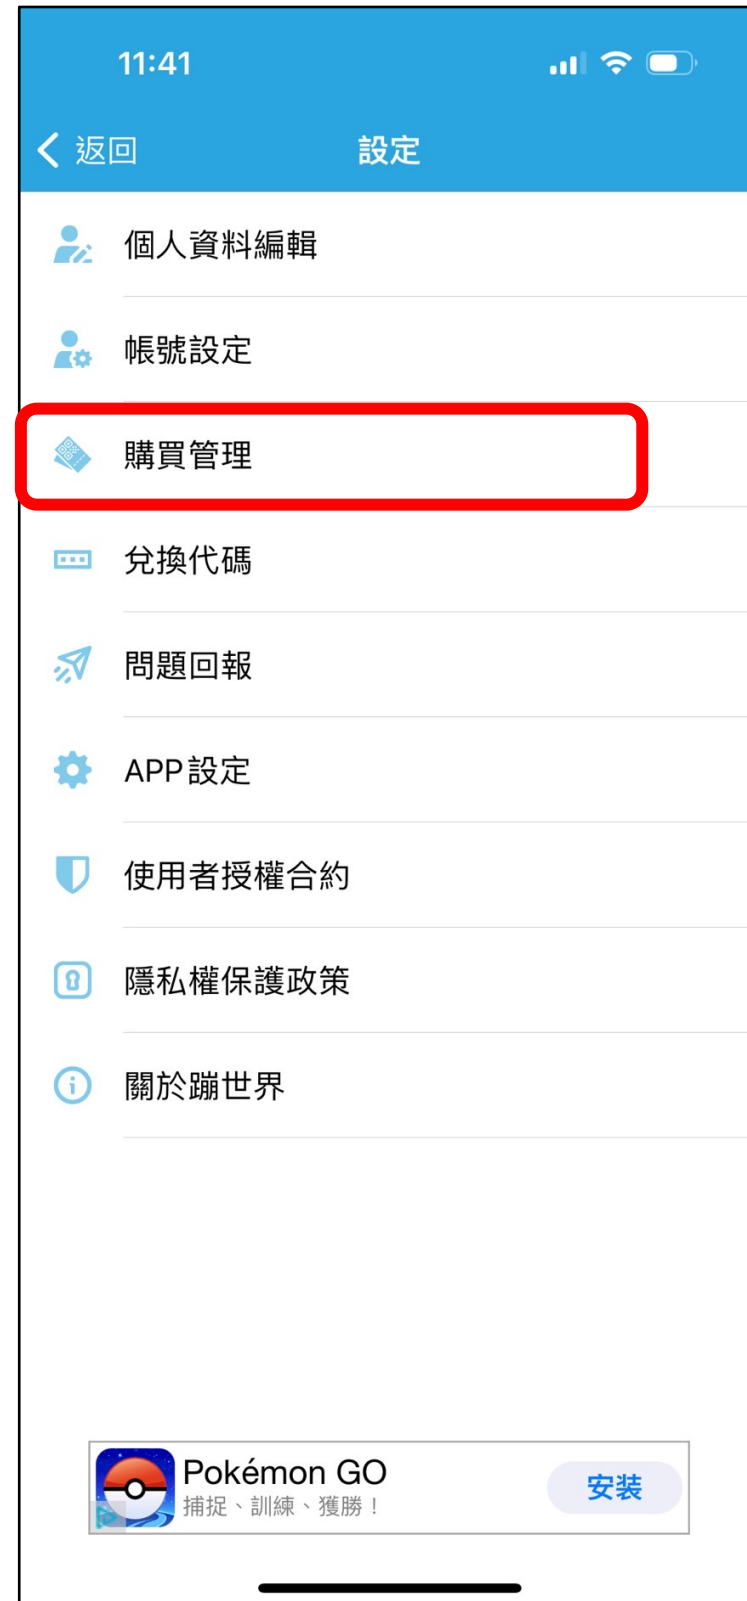 11:41
返回
設定
個人資料編輯
帳號設定
購買管理
兌換代碼
問題回報
APP設定
使用者授權合約
隱私權保護政策
關於蹦世界
Pokémon GO
捕捉、訓練、獲勝！
安装